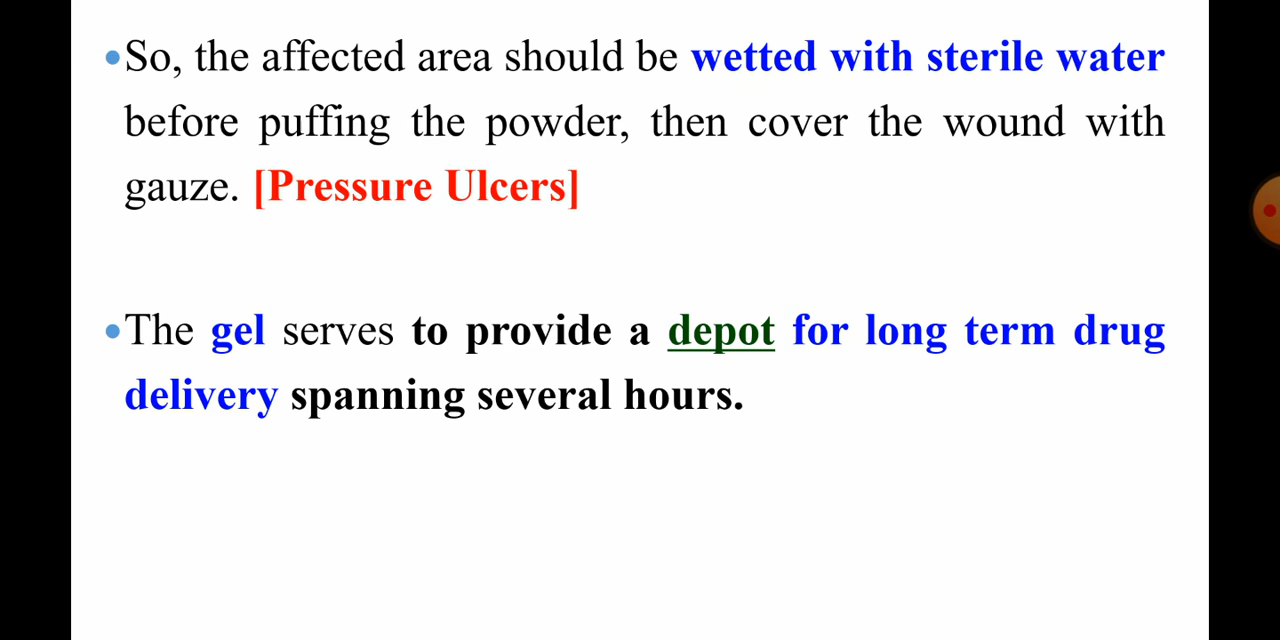 •So, the affected area should be wetted with sterile water
before puffing the powder, then cover the wound with
gauze. [Pressure Ulcers]
•The gel serves to provide a depot for long term drug
delivery spanning several hours.